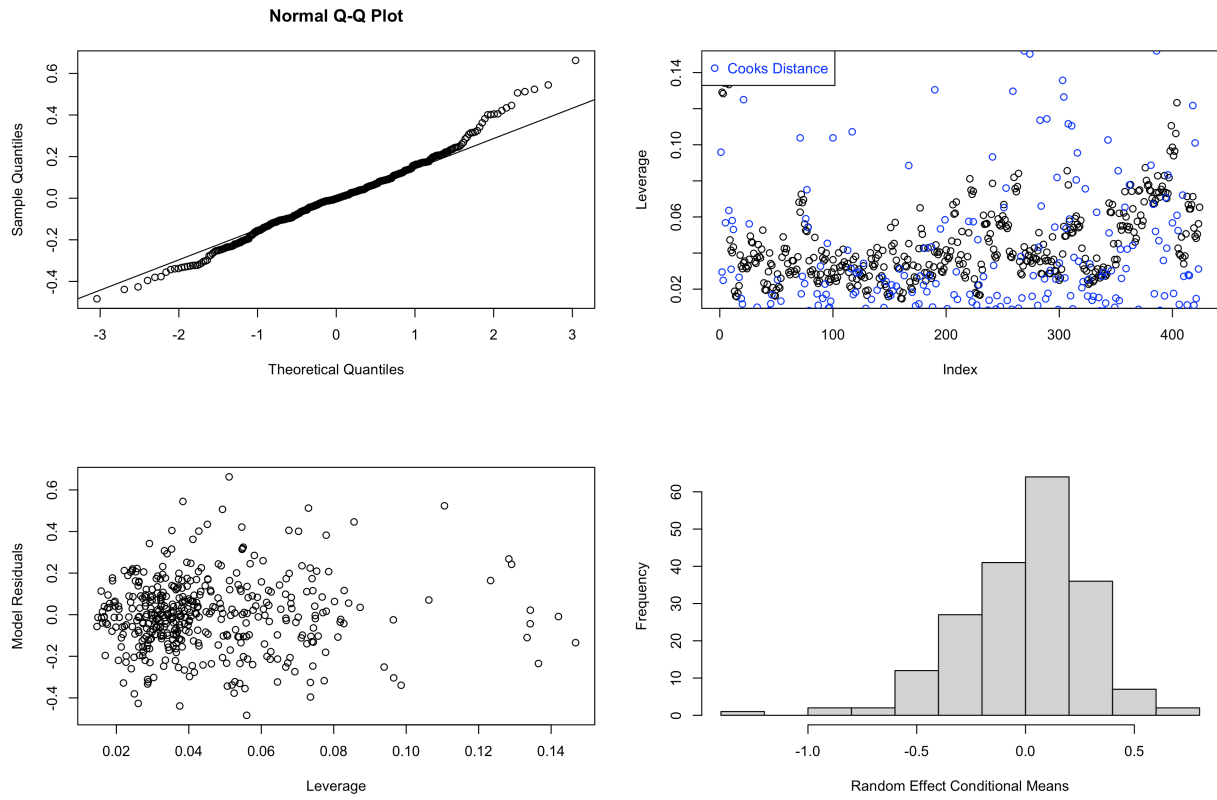 Normal Q-Q Plot
Sample Quantiles
-0.4 -0.2 0.0 0.2 0.4 0.6
-3 -2 -1 0 1 2 3
Theoretical Quantiles
Cooks Distance
Leverage
0.02 0.06 0.10 0.14
0 100 200 300 400
Index
Model Residuals
-0.4 -0.2 0.0 0.2 0.4 0.6
0.02 0.04 0.06 0.08 0.10 0.12 0.14
Leverage
Frequency
0 10 20 30 40 50 60
-1.0 -0.5 0.0 0.5
Random Effect Conditional Means